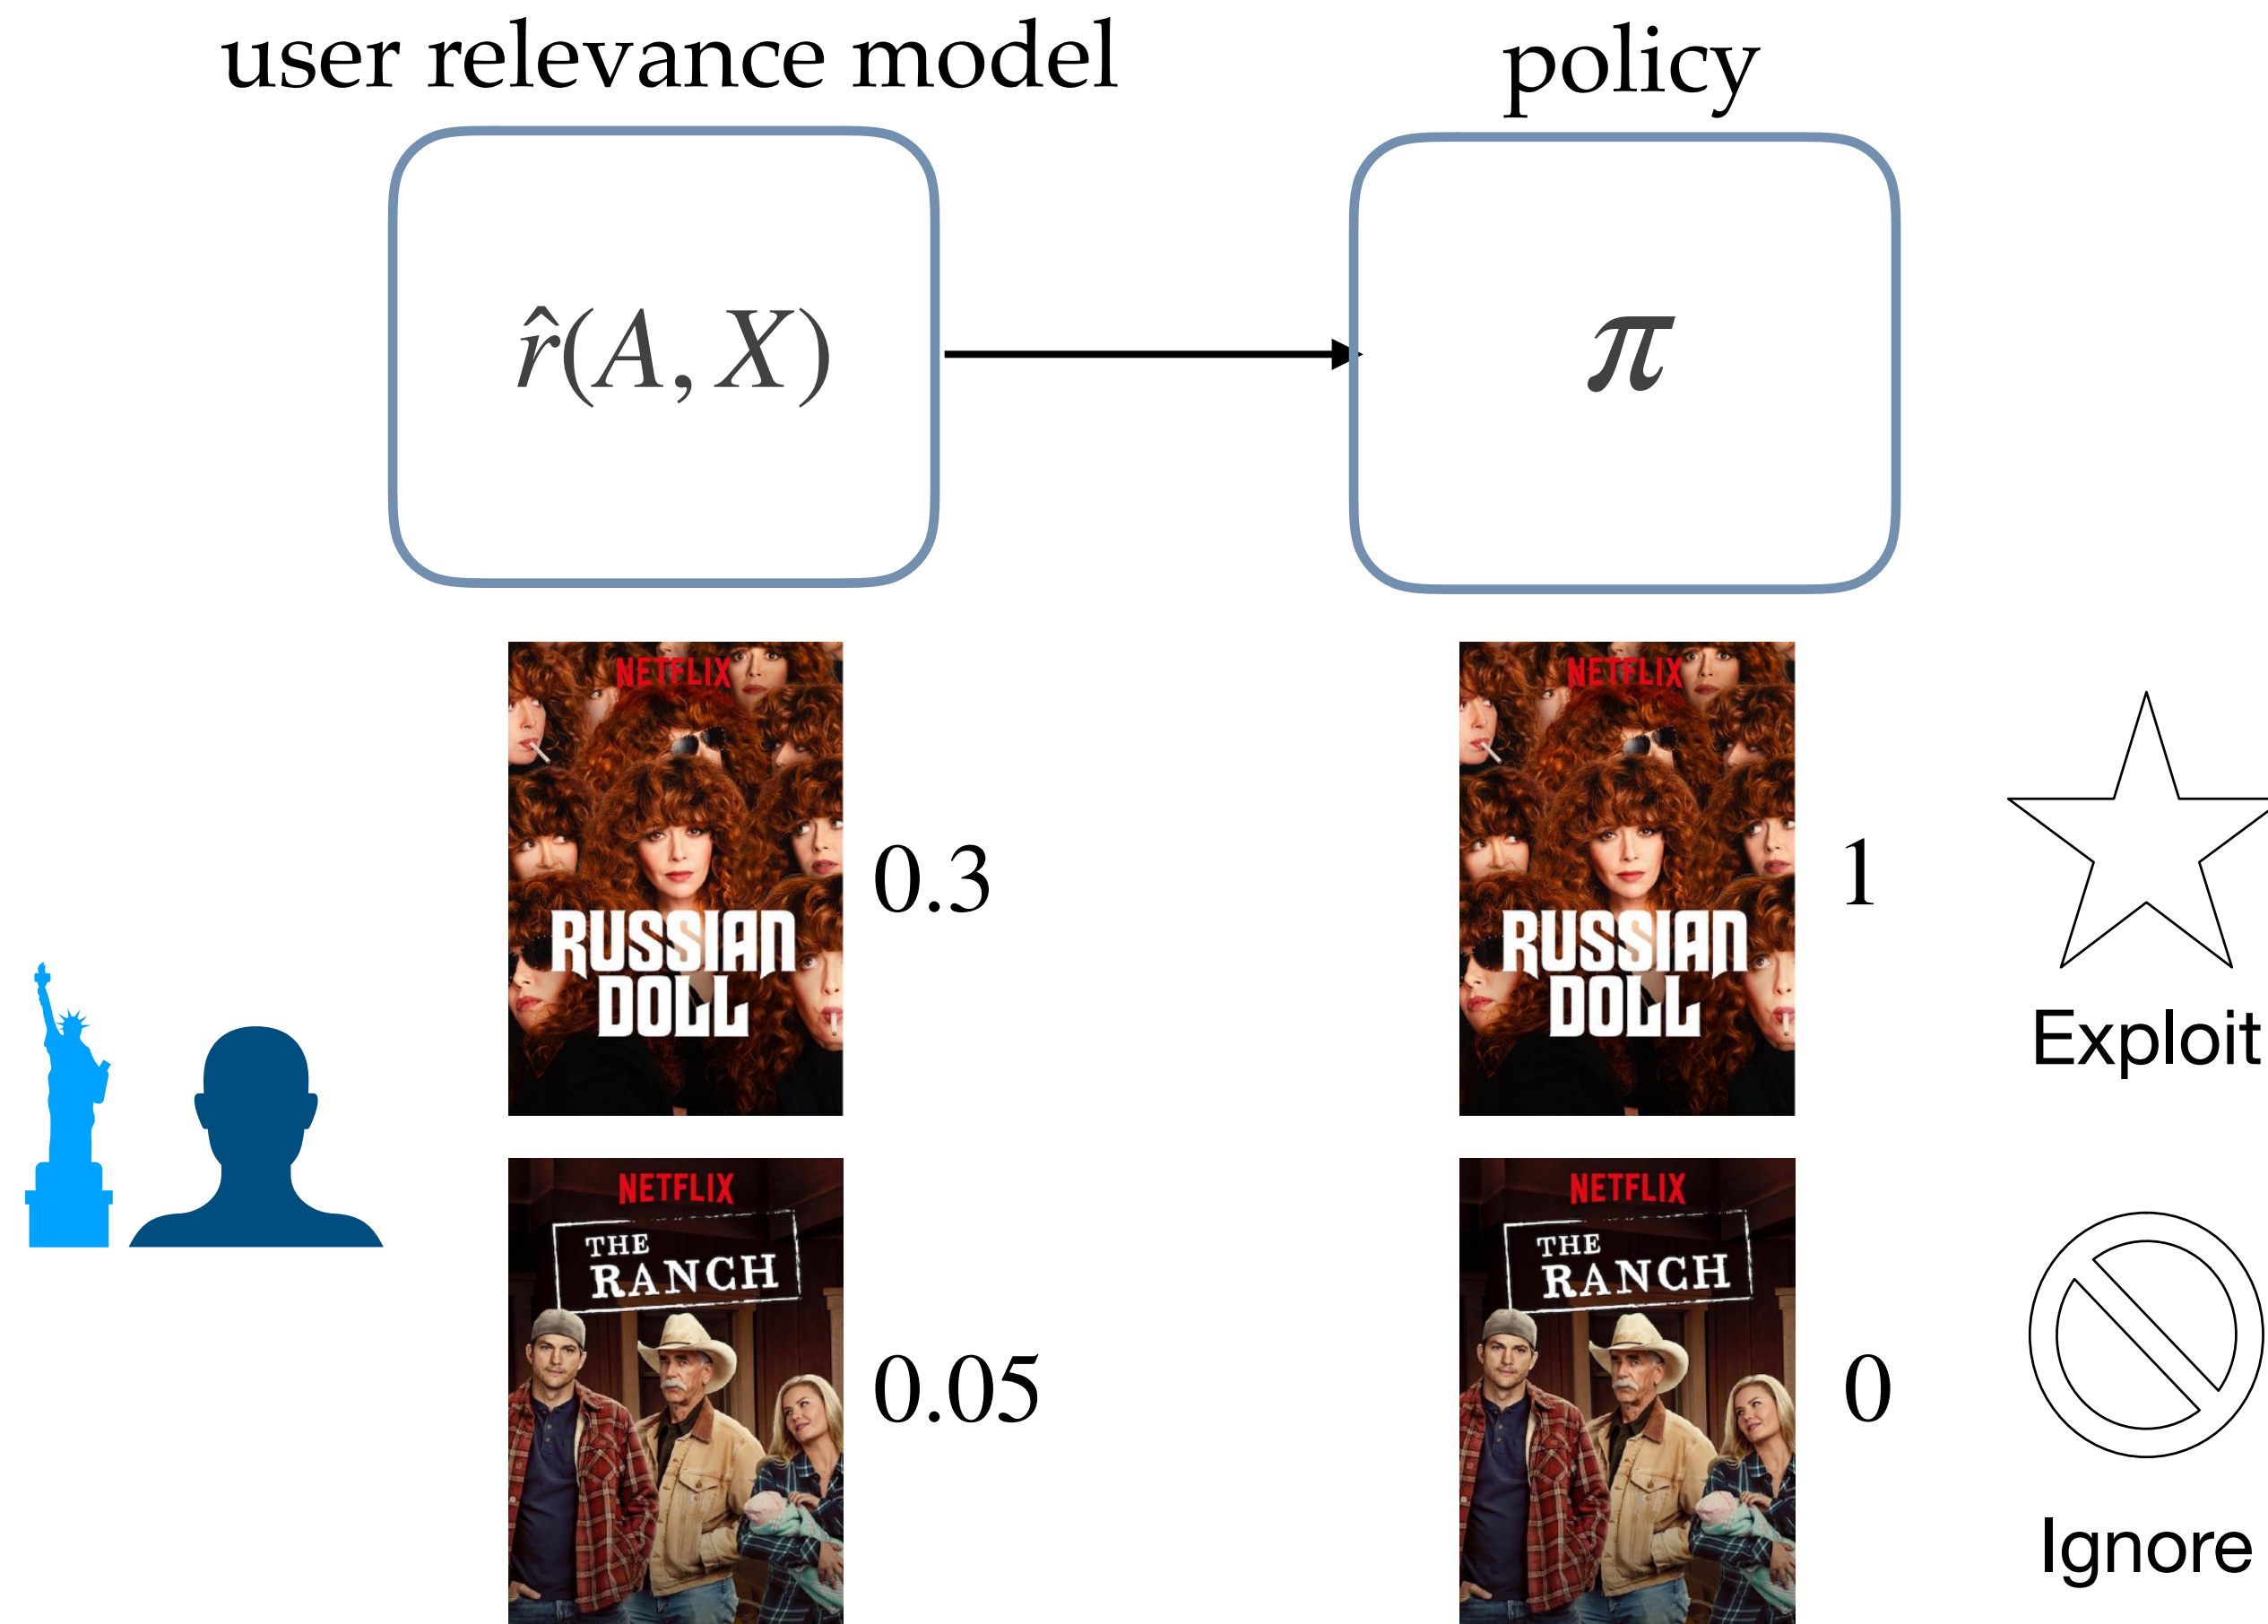 user relevance model
policy
r̂(A, X)
π
NETFLIX
RUSSIAN
DOLL
0.3
NETFLIX
RUSSIAN
DOLL
1
Exploit
NETFLIX
THE
RANCH
0.05
NETFLIX
THE
RANCH
0
Ignore